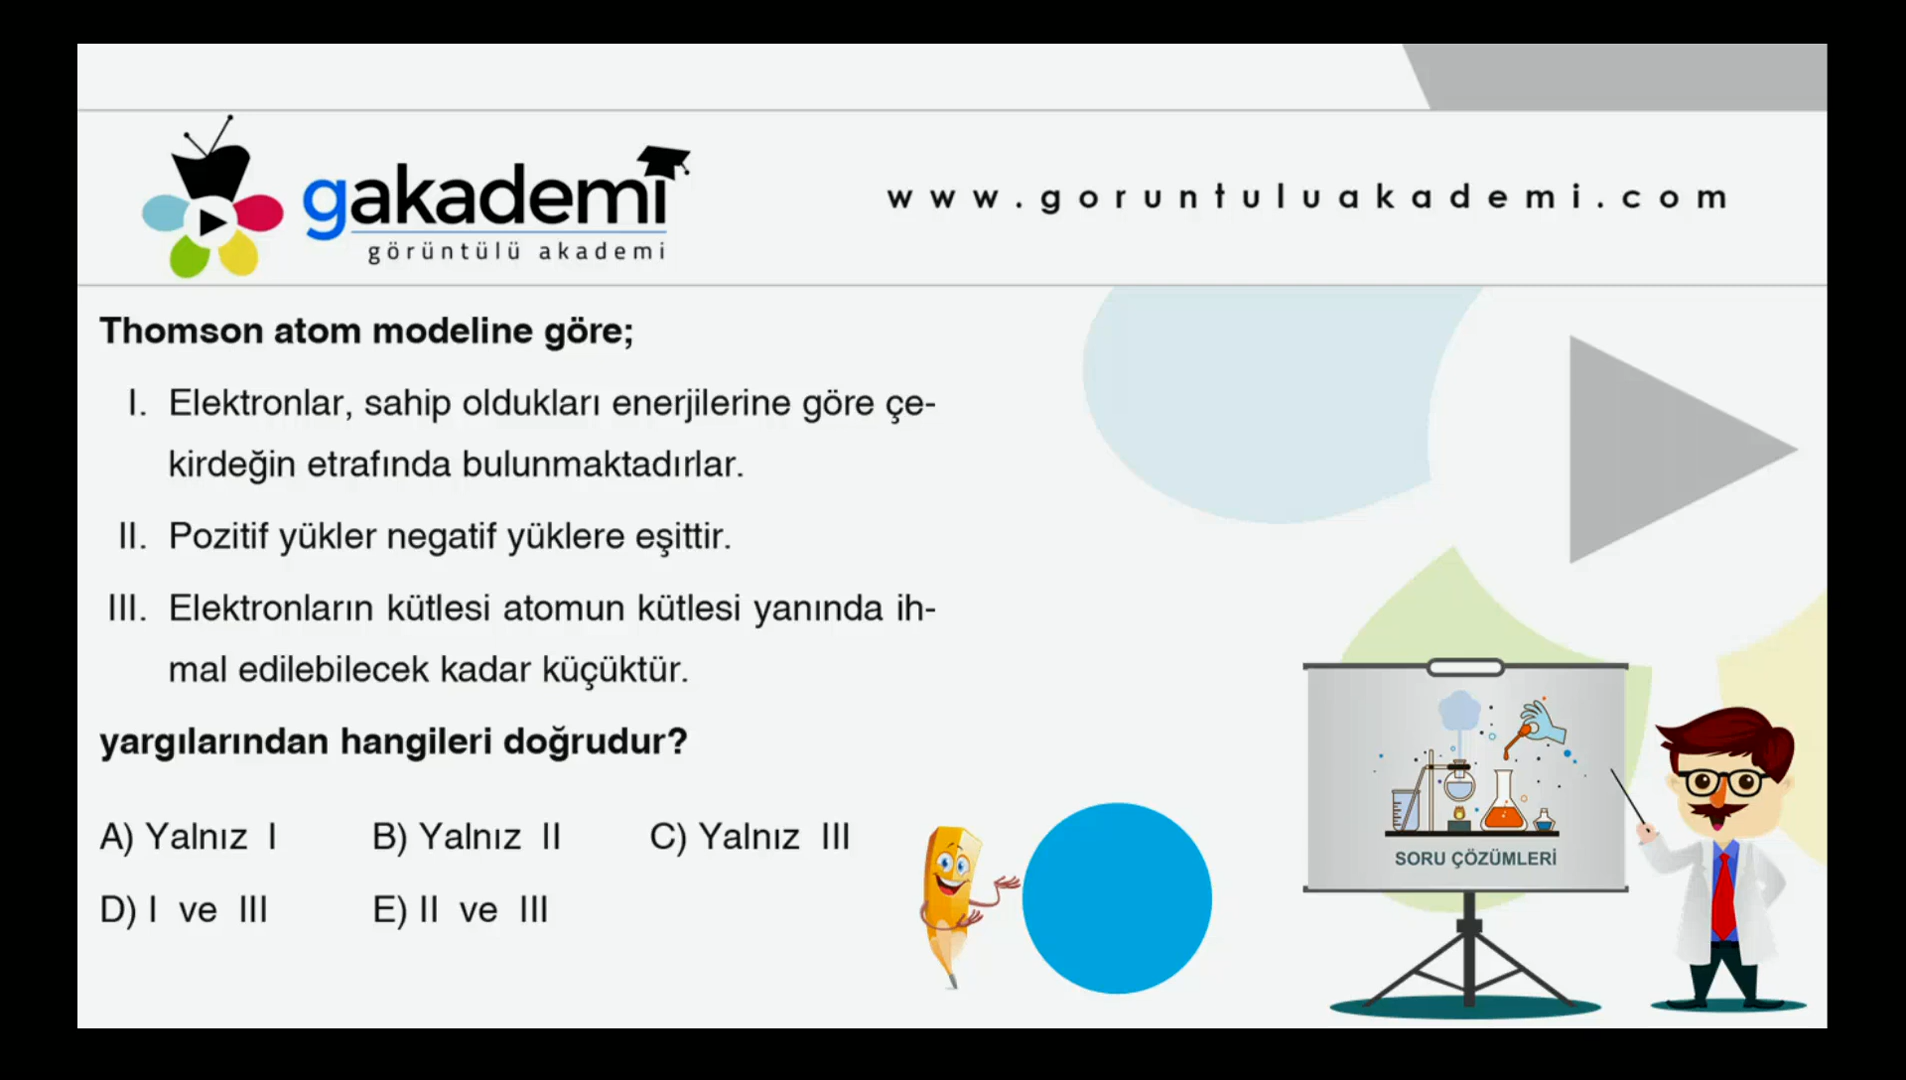 gakademi
görüntülü akademi
www.goruntuluakademi.com
Thomson atom modeline göre;
I. Elektronlar, sahip oldukları enerjilerine göre çe-
kirdeğin etrafında bulunmaktadırlar.
II. Pozitif yükler negatif yüklere eşittir.
III. Elektronların kütlesi atomun kütlesi yanında ih-
mal edilebilecek kadar küçüktür.
yargılarından hangileri doğrudur?
A) Yalnız I B) Yalnız II C) Yalnız III
D) I ve III E) II ve III
SORU ÇÖZÜMLERİ